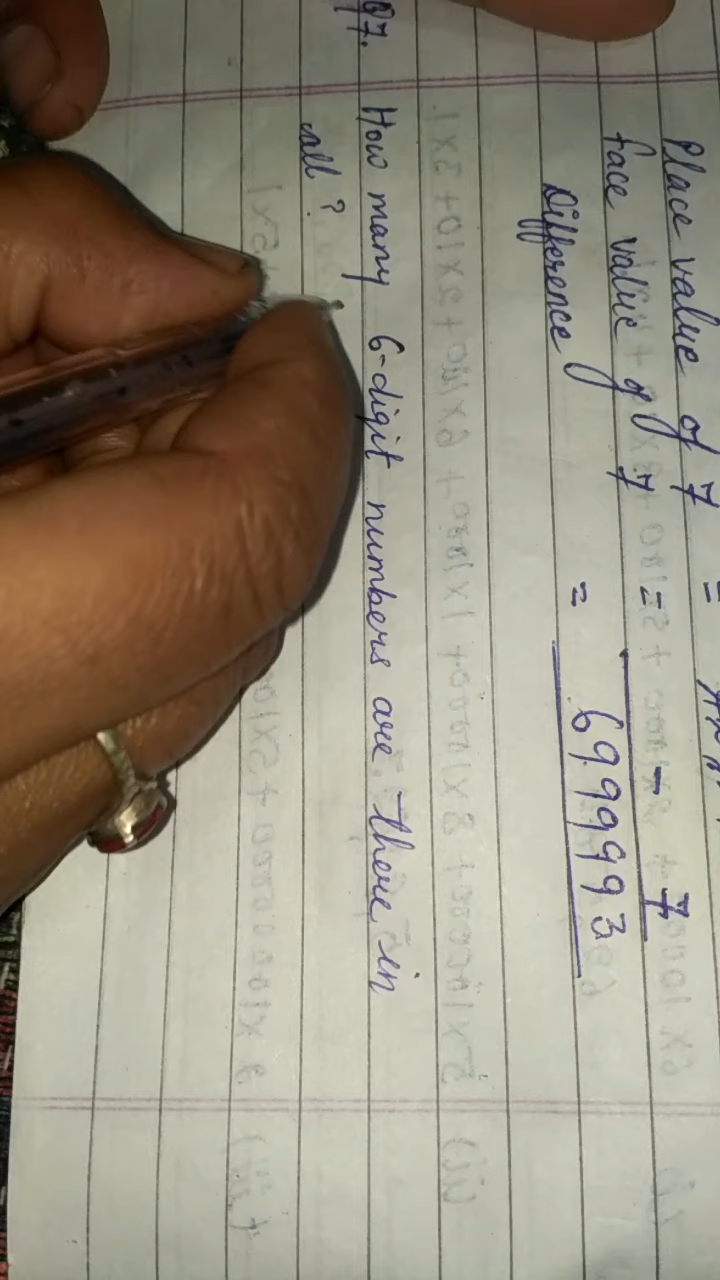 Place value of 7 =
face value of 7 = - 7
Difference = 6999993
Q7. How many 6-digit numbers are there in
all?